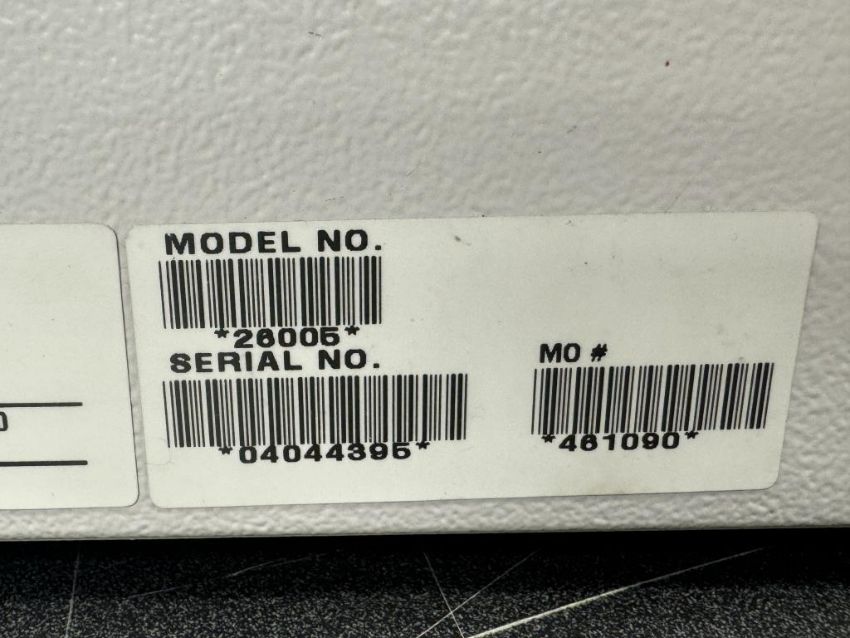 MODEL NO.
*26005*
SERIAL NO.
*04044395*
MO #
*461090*